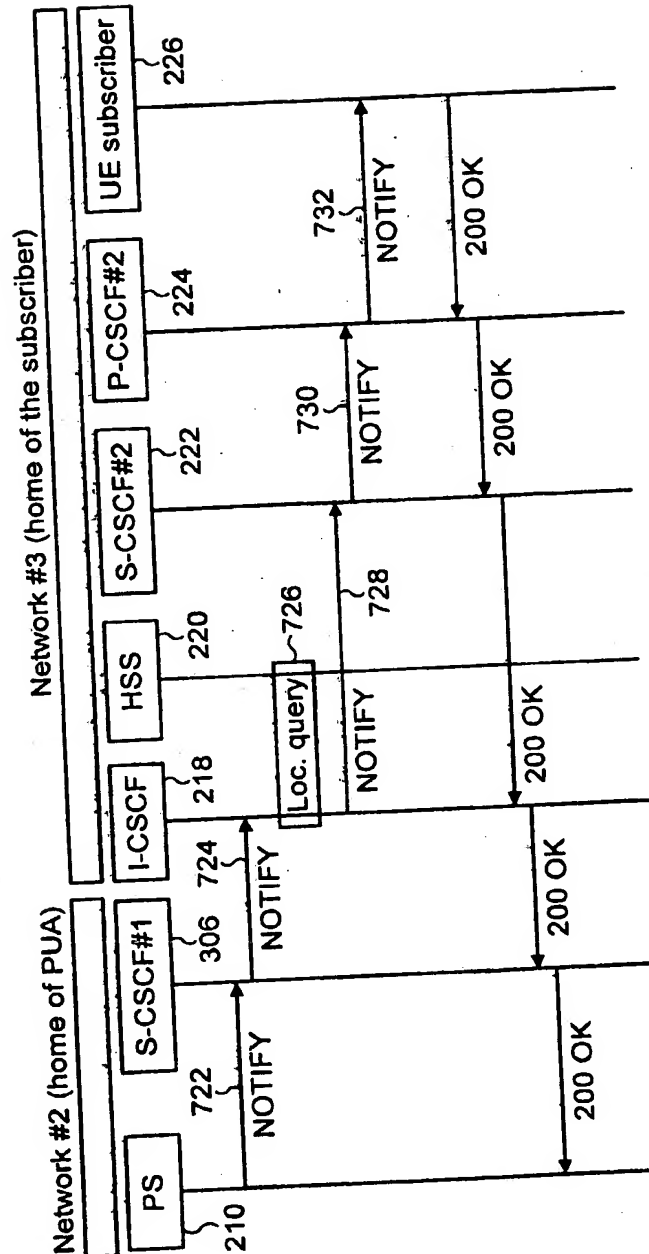 Network #2 (home of PUA)
Network #3 (home of the subscriber)
PS
210
S-CSCF#1
306
I-CSCF
218
HSS
220
S-CSCF#2
222
P-CSCF#2
224
UE subscriber
226
722
NOTIFY
724
NOTIFY
Loc. query
726
NOTIFY
728
730
NOTIFY
732
NOTIFY
200 OK
200 OK
200 OK
200 OK
200 OK